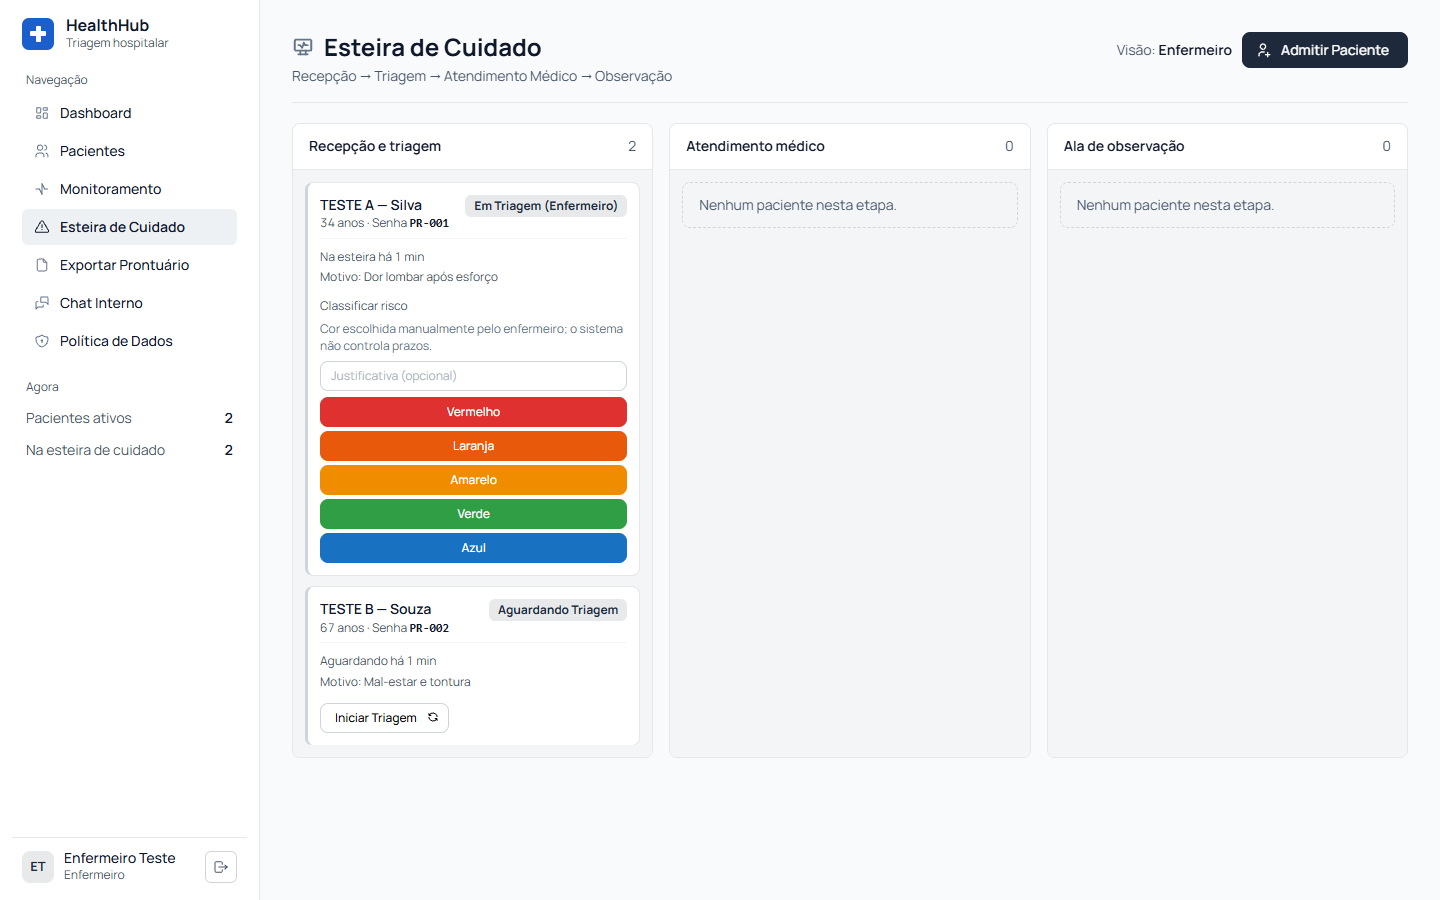 HealthHub
Triagem hospitalar
Navegação
Dashboard
Pacientes
Monitoramento
Esteira de Cuidado
Exportar Prontuário
Chat Interno
Política de Dados
Agora
Pacientes ativos 2
Na esteira de cuidado 2
ET
Enfermeiro Teste
Enfermeiro
Esteira de Cuidado
Recepção → Triagem → Atendimento Médico → Observação
Visão: Enfermeiro
Admitir Paciente
Recepção e triagem 2
TESTE A — Silva
Em Triagem (Enfermeiro)
34 anos · Senha PR-001
Na esteira há 1 min
Motivo: Dor lombar após esforço
Classificar risco
Cor escolhida manualmente pelo enfermeiro; o sistema
não controla prazos.
Justificativa (opcional)
Vermelho
Laranja
Amarelo
Verde
Azul
TESTE B — Souza
Aguardando Triagem
67 anos · Senha PR-002
Aguardando há 1 min
Motivo: Mal-estar e tontura
Iniciar Triagem
Atendimento médico 0
Nenhum paciente nesta etapa.
Ala de observação 0
Nenhum paciente nesta etapa.